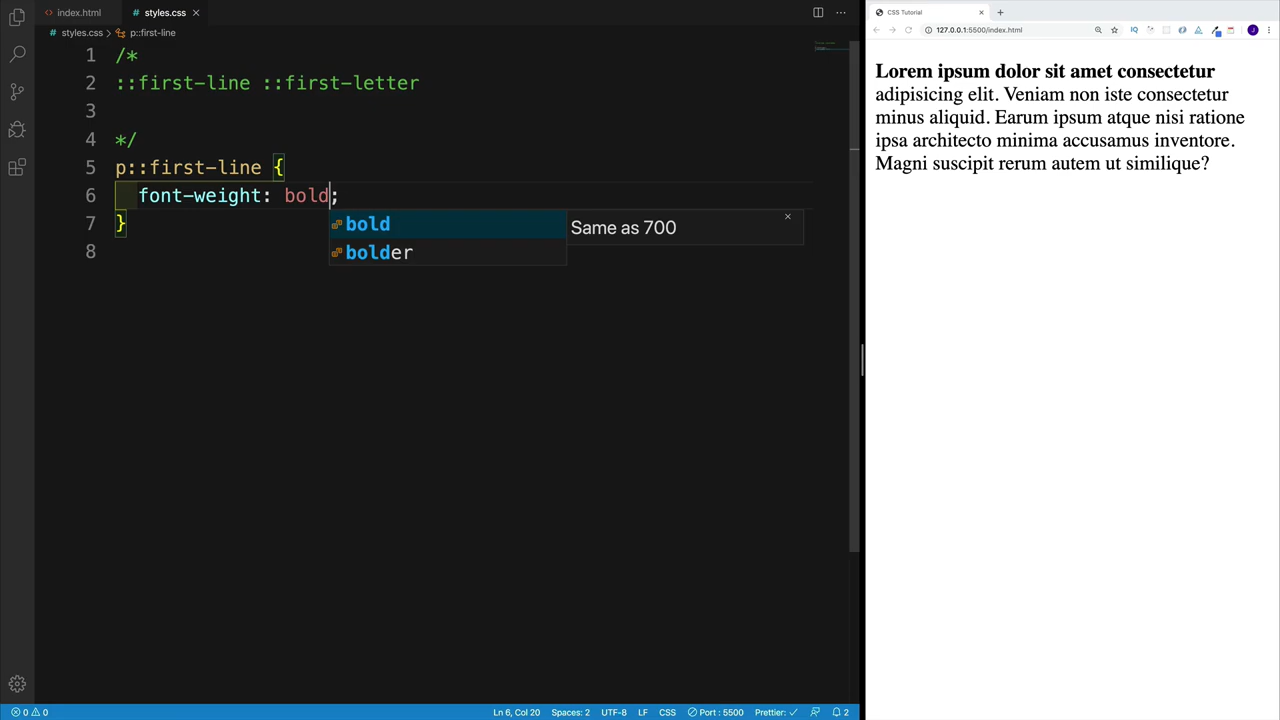 index.html
styles.css
styles.css > p::first-line
1 /*
2 ::first-line ::first-letter
3
4 */
5 p::first-line {
6 font-weight: bold;
7 }
8
bold
bolder
Same as 700
0 0
Ln 6, Col 20
Spaces: 2
UTF-8
LF
CSS
Port : 5500
Prettier: ✓
2
CSS Tutorial
127.0.0.1:5500/index.html
IQ
J
Lorem ipsum dolor sit amet consectetur
adipisicing elit. Veniam non iste consectetur
minus aliquid. Earum ipsum atque nisi ratione
ipsa architecto minima accusamus inventore.
Magni suscipit rerum autem ut similique?